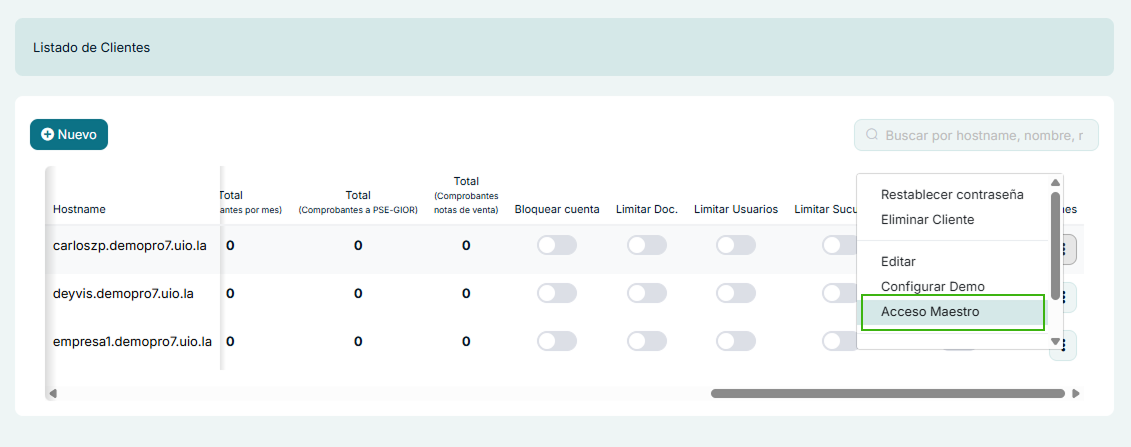 Listado de Clientes
Nuevo
Buscar por hostname, nombre, r
Hostname
Total
antes por mes)
Total
(Comprobantes a PSE-GIOR)
Total
(Comprobantes
notas de venta)
Bloquear cuenta
Limitar Doc.
Limitar Usuarios
Limitar Sucu
nes
carloszp.demopro7.uio.la
0
0
0
deyvis.demopro7.uio.la
0
0
0
empresa1.demopro7.uio.la
0
0
0
Restablecer contraseña
Eliminar Cliente
Editar
Configurar Demo
Acceso Maestro